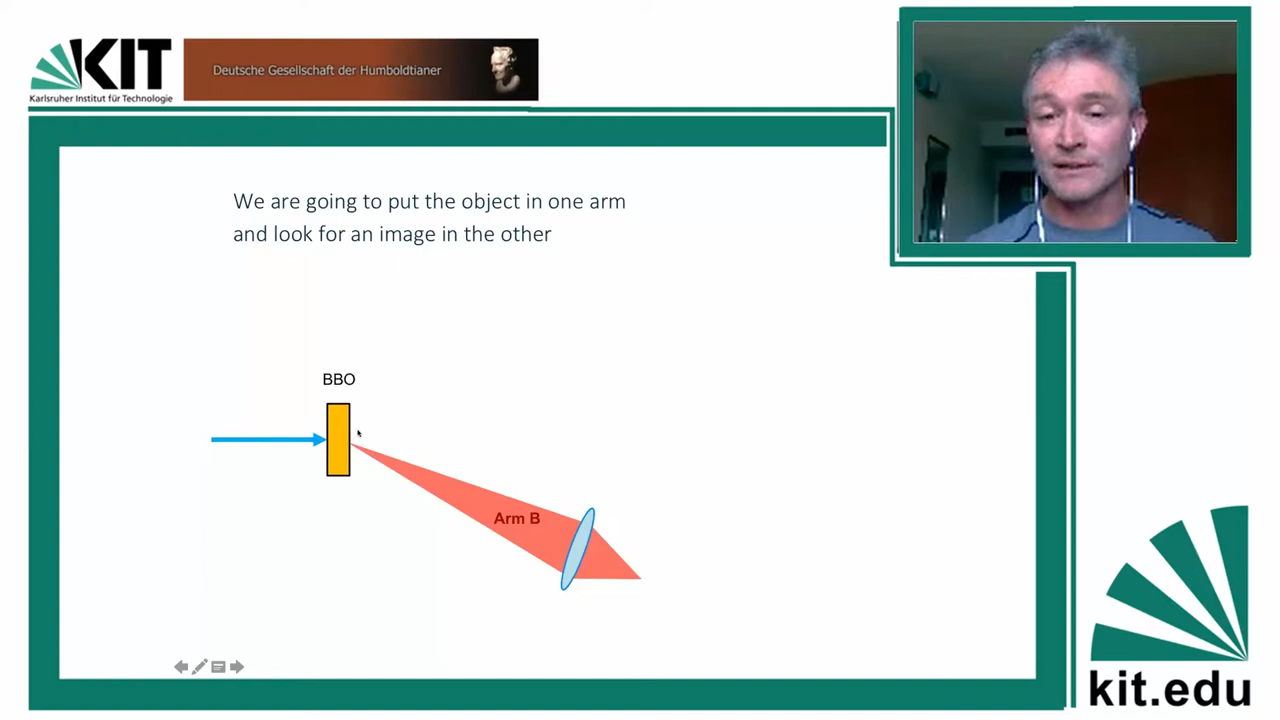 KIT
Karlsruher Institut für Technologie
Deutsche Gesellschaft der Humboldtianer
We are going to put the object in one arm
and look for an image in the other
BBO
Arm B
kit.edu